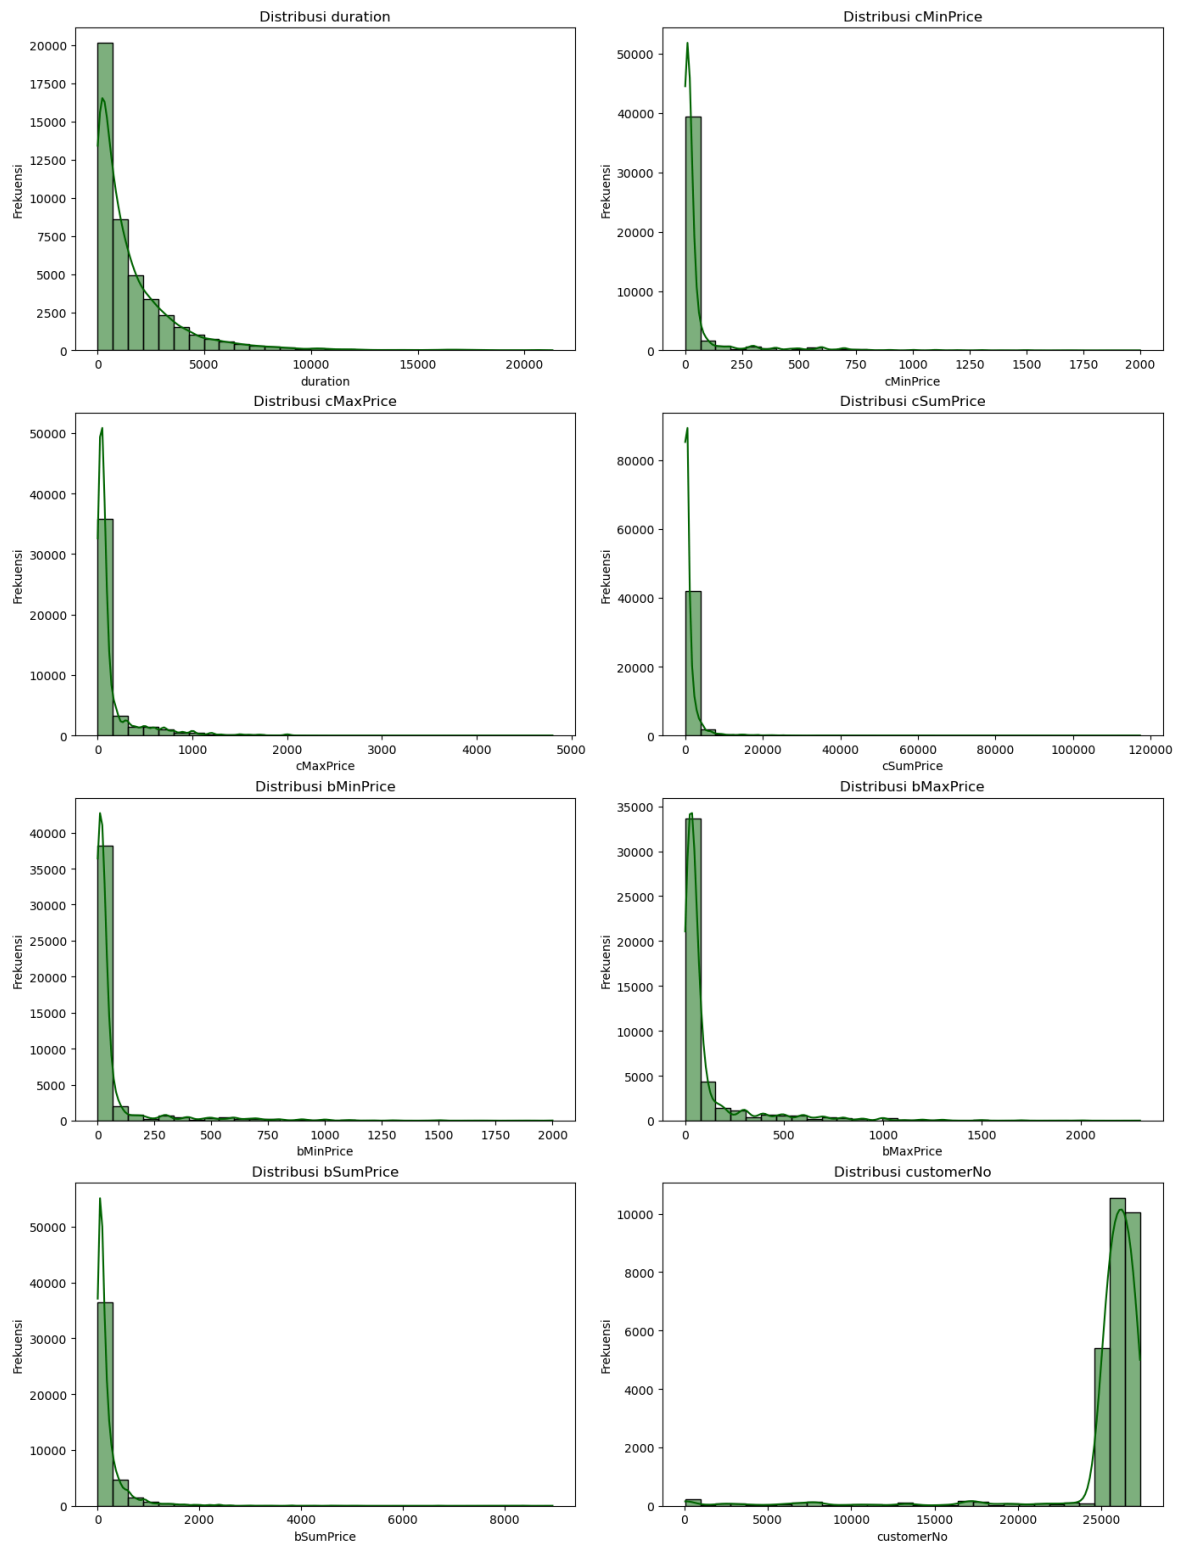 Distribusi duration
20000
17500
15000
12500
10000
7500
5000
2500
0
Frekuensi
0 5000 10000 15000 20000
duration
Distribusi cMinPrice
50000
40000
30000
20000
10000
0
Frekuensi
0 250 500 750 1000 1250 1500 1750 2000
cMinPrice
Distribusi cMaxPrice
50000
40000
30000
20000
10000
0
Frekuensi
0 1000 2000 3000 4000 5000
cMaxPrice
Distribusi cSumPrice
80000
60000
40000
20000
0
Frekuensi
0 20000 40000 60000 80000 100000 120000
cSumPrice
Distribusi bMinPrice
40000
35000
30000
25000
20000
15000
10000
5000
0
Frekuensi
0 250 500 750 1000 1250 1500 1750 2000
bMinPrice
Distribusi bMaxPrice
35000
30000
25000
20000
15000
10000
5000
0
Frekuensi
0 500 1000 1500 2000
bMaxPrice
Distribusi bSumPrice
50000
40000
30000
20000
10000
0
Frekuensi
0 2000 4000 6000 8000
bSumPrice
Distribusi customerNo
10000
8000
6000
4000
2000
0
Frekuensi
0 5000 10000 15000 20000 25000
customerNo